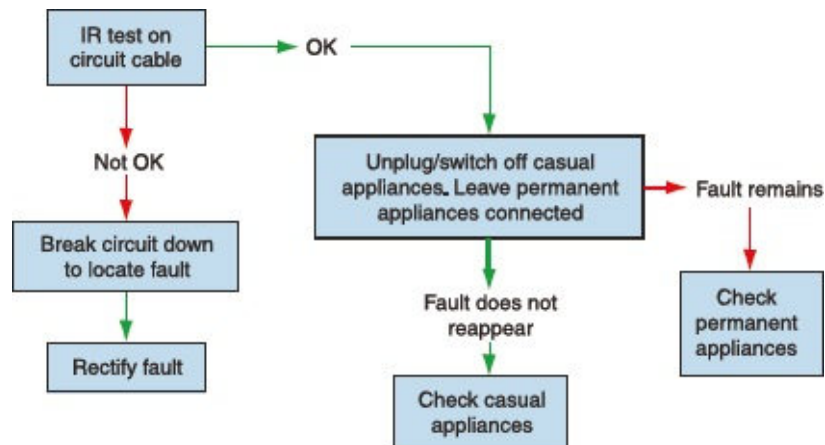 IR test on
circuit cable
OK
Not OK
Unplug/switch off casual
appliances. Leave permanent
appliances connected
Fault remains
Break circuit down
to locate fault
Fault does not
reappear
Check
permanent
appliances
Rectify fault
Check casual
appliances